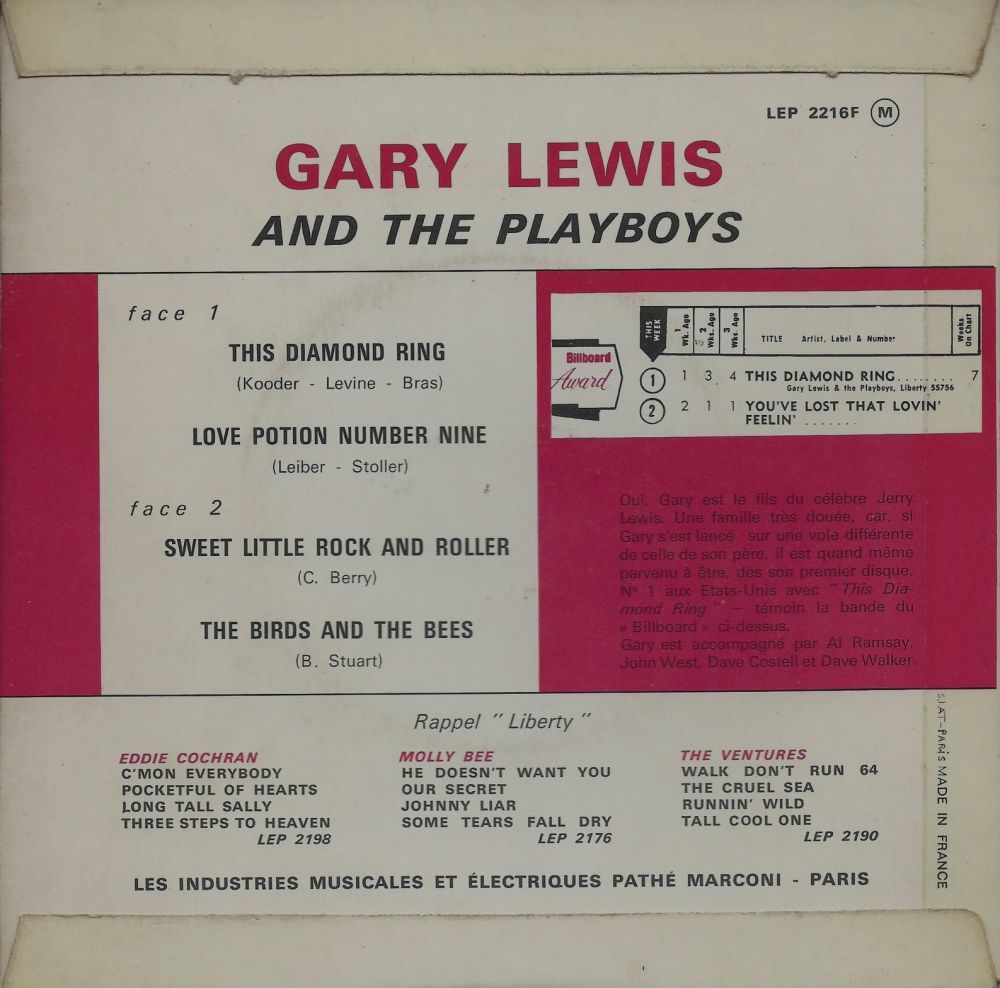 LEP 2216F M
GARY LEWIS
AND THE PLAYBOYS
face 1
THIS DIAMOND RING
(Kooder - Levine - Bras)
LOVE POTION NUMBER NINE
(Leiber - Stoller)
face 2
SWEET LITTLE ROCK AND ROLLER
(C. Berry)
THE BIRDS AND THE BEES
(B. Stuart)
Billboard
Award
THIS WEEK
1 Wk. Ago
2 Wks. Ago
3 Wks. Ago
TITLE Artist, Label & Number
Weeks On Chart
1 1 3 4 THIS DIAMOND RING........ 7
Gary Lewis & the Playboys, Liberty 55756
2 2 1 1 YOU'VE LOST THAT LOVIN'
FEELIN' .......
Oui, Gary est le fils du célèbre Jerry
Lewis. Une famille très douée, car, si
Gary s'est lancé sur une voie différente
de celle de son père, il est quand même
parvenu à être, dès son premier disque,
N° 1 aux Etats-Unis avec "This Dia-
mond Ring" — témoin la bande du
« Billboard » ci-dessus.
Gary est accompagné par Al Ramsay,
John West, Dave Costell et Dave Walker.
Rappel "Liberty"
EDDIE COCHRAN
C'MON EVERYBODY
POCKETFUL OF HEARTS
LONG TALL SALLY
THREE STEPS TO HEAVEN
LEP 2198
MOLLY BEE
HE DOESN'T WANT YOU
OUR SECRET
JOHNNY LIAR
SOME TEARS FALL DRY
LEP 2176
THE VENTURES
WALK DON'T RUN 64
THE CRUEL SEA
RUNNIN' WILD
TALL COOL ONE
LEP 2190
LES INDUSTRIES MUSICALES ET ÉLECTRIQUES PATHÉ MARCONI - PARIS
SIAT-PARIS MADE IN FRANCE